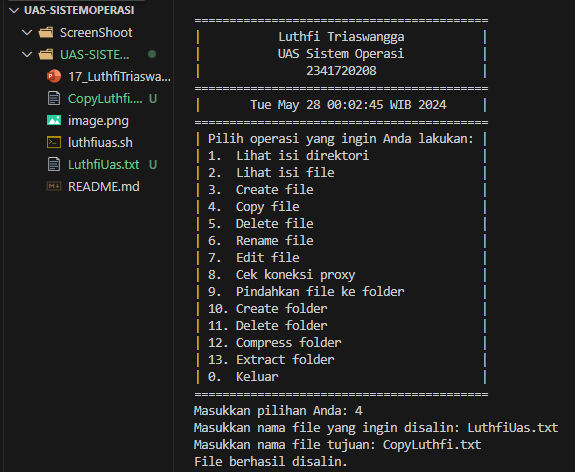 UAS-SISTEMOPERASI
ScreenShoot
UAS-SISTE...
17_LuthfiTriaswa...
CopyLuthfi.... U
image.png
luthfiuas.sh
LuthfiUas.txt U
README.md
==========================================
| Luthfi Triaswangga |
| UAS Sistem Operasi |
| 2341720208 |
==========================================
| Tue May 28 00:02:45 WIB 2024 |
==========================================
| Pilih operasi yang ingin Anda lakukan: |
| 1. Lihat isi direktori |
| 2. Lihat isi file |
| 3. Create file |
| 4. Copy file |
| 5. Delete file |
| 6. Rename file |
| 7. Edit file |
| 8. Cek koneksi proxy |
| 9. Pindahkan file ke folder |
| 10. Create folder |
| 11. Delete folder |
| 12. Compress folder |
| 13. Extract folder |
| 0. Keluar |
==========================================
Masukkan pilihan Anda: 4
Masukkan nama file yang ingin disalin: LuthfiUas.txt
Masukkan nama file tujuan: CopyLuthfi.txt
File berhasil disalin.